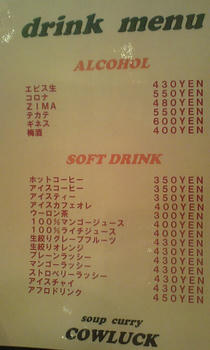 drink menu
ALCOHOL
エビス生 430YEN
コロナ 550YEN
ZIMA 480YEN
テカテ 550YEN
ギネス 600YEN
梅酒 400YEN
SOFT DRINK
ホットコーヒー 350YEN
アイスコーヒー 350YEN
アイスティー 350YEN
アイスカフェオレ 400YEN
ウーロン茶 300YEN
100%マンゴージュース 400YEN
100%ライチジュース 400YEN
生絞りグレープフルーツ 430YEN
生絞りオレンジ 430YEN
プレーンラッシー 400YEN
マンゴーラッシー 430YEN
ストロベリーラッシー 430YEN
アイスチャイ 430YEN
アフロドリンク 450YEN
soup curry
COWLUCK